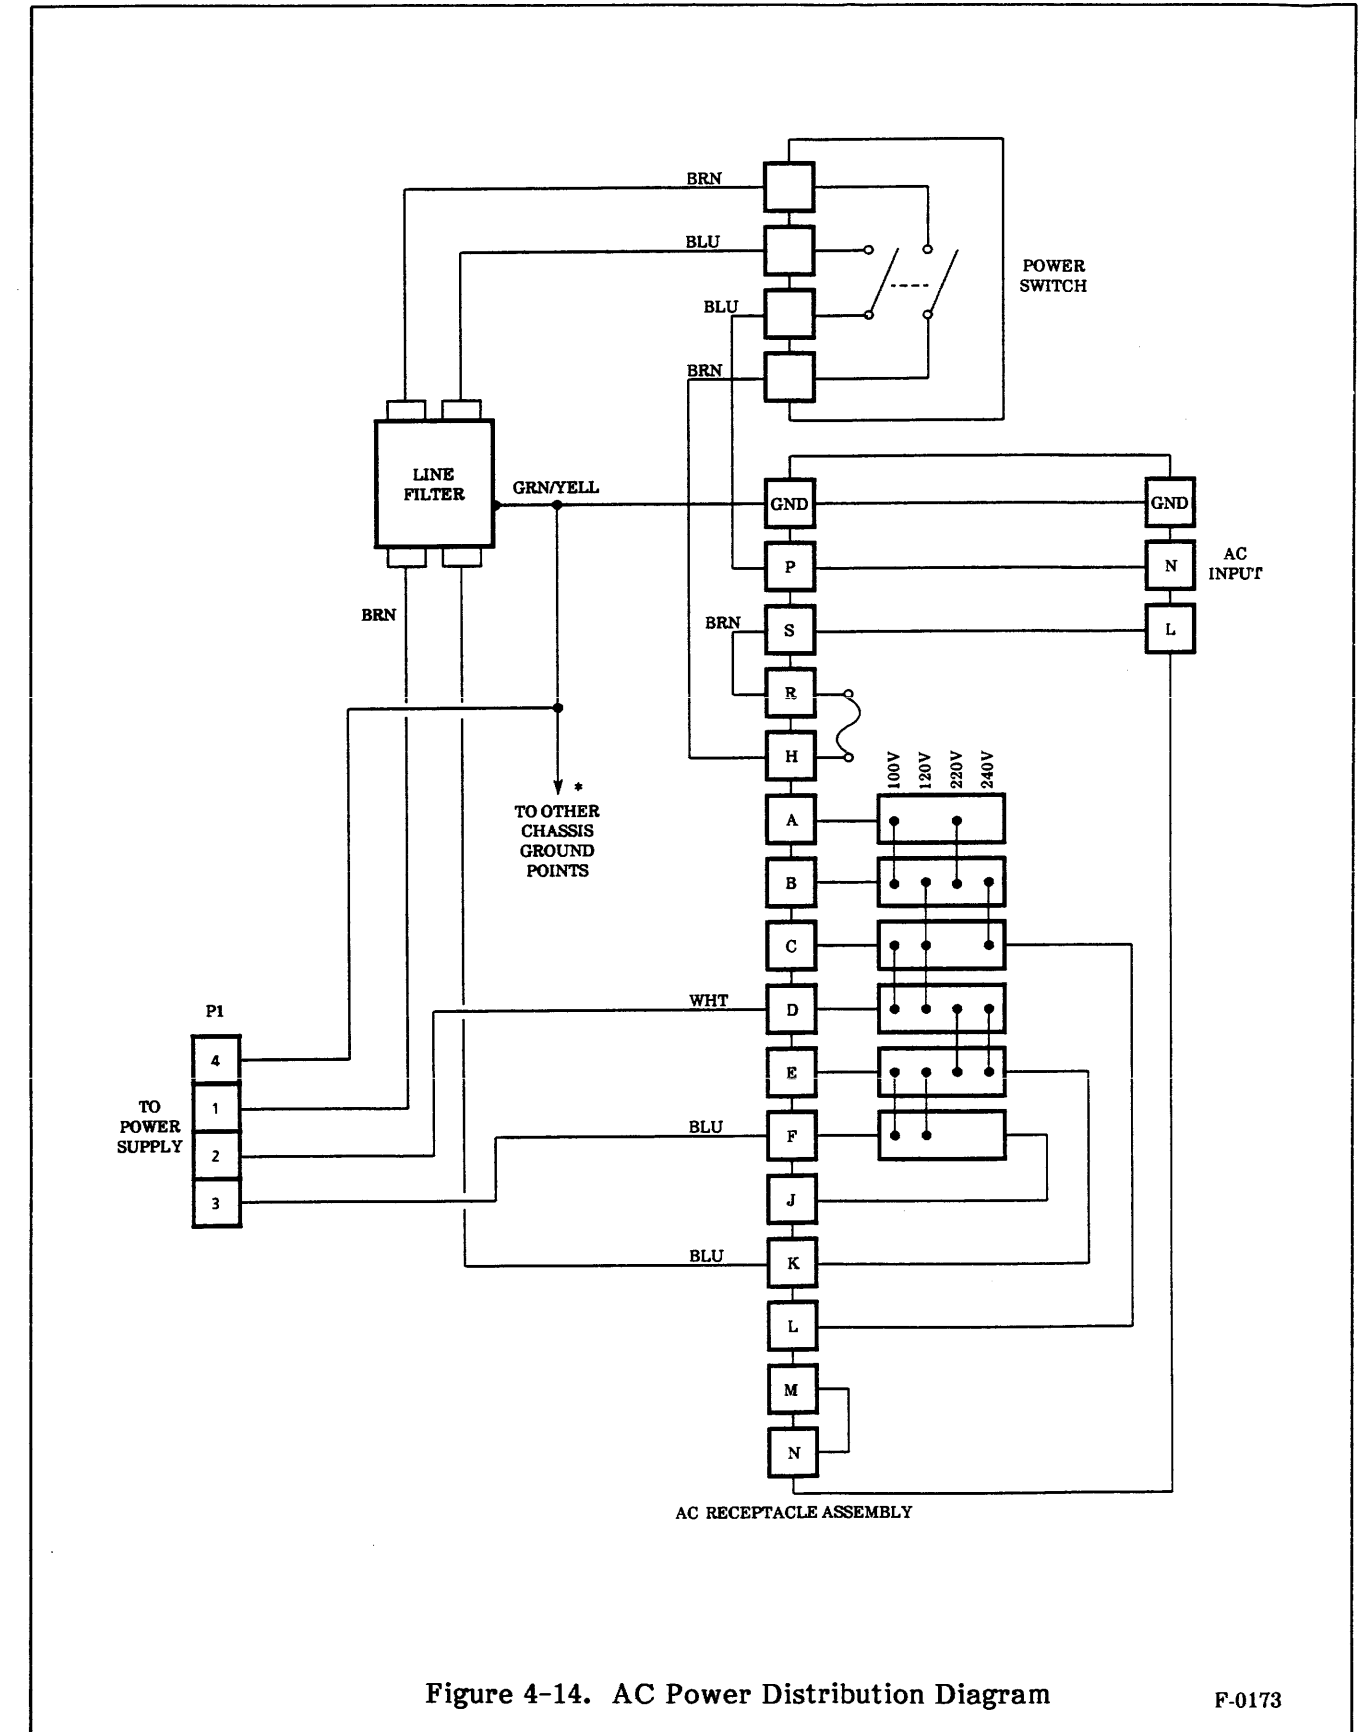 BRN
BLU
BLU
BRN
POWER
SWITCH
LINE
FILTER
GRN/YELL
GND
GND
P
N
AC
INPUT
BRN
S
L
BRN
R
H
100V
120V
220V
240V
*
TO OTHER
CHASSIS
GROUND
POINTS
A
B
C
WHT
D
P1
4
1
2
3
TO
POWER
SUPPLY
E
BLU
F
J
BLU
K
L
M
N
AC RECEPTACLE ASSEMBLY
Figure 4-14. AC Power Distribution Diagram
F-0173